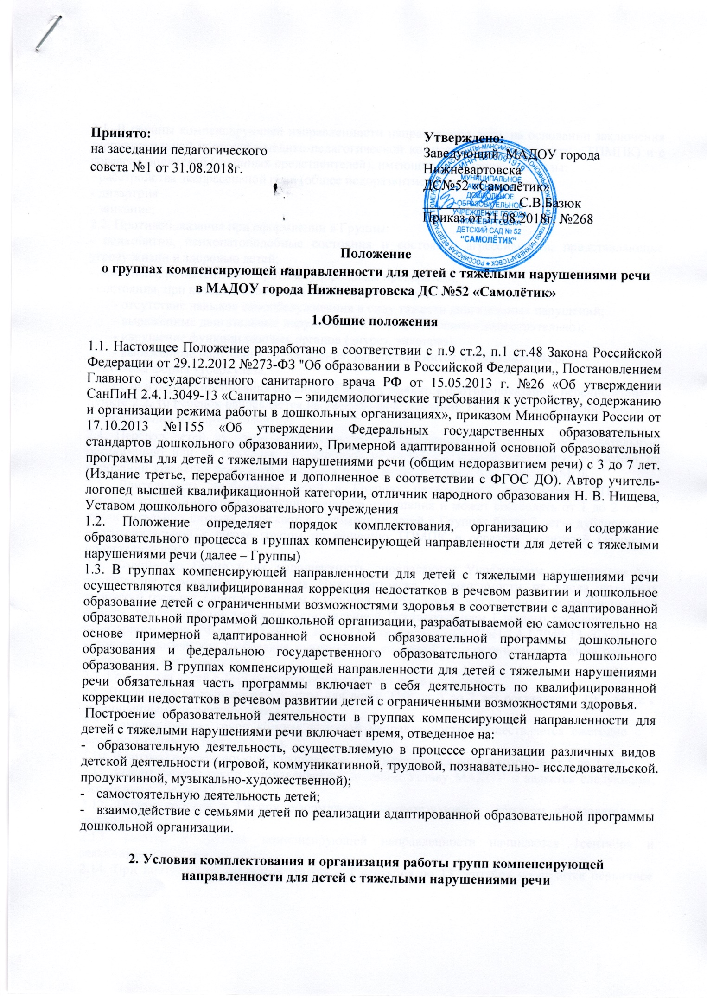 Принято:
на заседании педагогического
совета №1 от 31.08.2018г.
Утверждено:
Заведующий МАДОУ города
Нижневартовска
ДС№52 «Самолётик»
С.В.Базюк
Приказ от 31.08.2018г. №268
ИНН 8603091919
МУНИЦИПАЛЬНОЕ
АВТОНОМНОЕ
ДОШКОЛЬНОЕ
ОБРАЗОВАТЕЛЬНОЕ
УЧРЕЖДЕНИЕ ГОРОДА
НИЖНЕВАРТОВСКА
ДЕТСКИЙ САД № 52
"САМОЛЁТИК"
Положение
о группах компенсирующей направленности для детей с тяжёлыми нарушениями речи
в МАДОУ города Нижневартовска ДС №52 «Самолётик»
1.Общие положения
1.1. Настоящее Положение разработано в соответствии с п.9 ст.2, п.1 ст.48 Закона Российской
Федерации от 29.12.2012 №273-ФЗ "Об образовании в Российской Федерации,, Постановлением
Главного государственного санитарного врача РФ от 15.05.2013 г. №26 «Об утверждении
СанПиН 2.4.1.3049-13 «Санитарно – эпидемиологические требования к устройству, содержанию
и организации режима работы в дошкольных организациях», приказом Минобрнауки России от
17.10.2013 №1155 «Об утверждении Федеральных государственных образовательных
стандартов дошкольного образовании», Примерной адаптированной основной образовательной
программы для детей с тяжелыми нарушениями речи (общим недоразвитием речи) с 3 до 7 лет.
(Издание третье, переработанное и дополненное в соответствии с ФГОС ДО). Автор учитель-
логопед высшей квалификационной категории, отличник народного образования Н. В. Нищева,
Уставом дошкольного образовательного учреждения
1.2. Положение определяет порядок комплектования, организацию и содержание
образовательного процесса в группах компенсирующей направленности для детей с тяжелыми
нарушениями речи (далее – Группы)
1.3. В группах компенсирующей направленности для детей с тяжелыми нарушениями речи
осуществляются квалифицированная коррекция недостатков в речевом развитии и дошкольное
образование детей с ограниченными возможностями здоровья в соответствии с адаптированной
образовательной программой дошкольной организации, разрабатываемой ею самостоятельно на
основе примерной адаптированной основной образовательной программы дошкольного
образования и федеральною государственного образовательного стандарта дошкольного
образования. В группах компенсирующей направленности для детей с тяжелыми нарушениями
речи обязательная часть программы включает в себя деятельность по квалифицированной
коррекции недостатков в речевом развитии детей с ограниченными возможностями здоровья.
Построение образовательной деятельности в группах компенсирующей направленности для
детей с тяжелыми нарушениями речи включает время, отведенное на:
- образовательную деятельность, осуществляемую в процессе организации различных видов
детской деятельности (игровой, коммуникативной, трудовой, познавательно- исследовательской.
продуктивной, музыкально-художественной);
- самостоятельную деятельность детей;
- взаимодействие с семьями детей по реализации адаптированной образовательной программы
дошкольной организации.
2. Условия комплектования и организация работы групп компенсирующей
направленности для детей с тяжелыми нарушениями речи